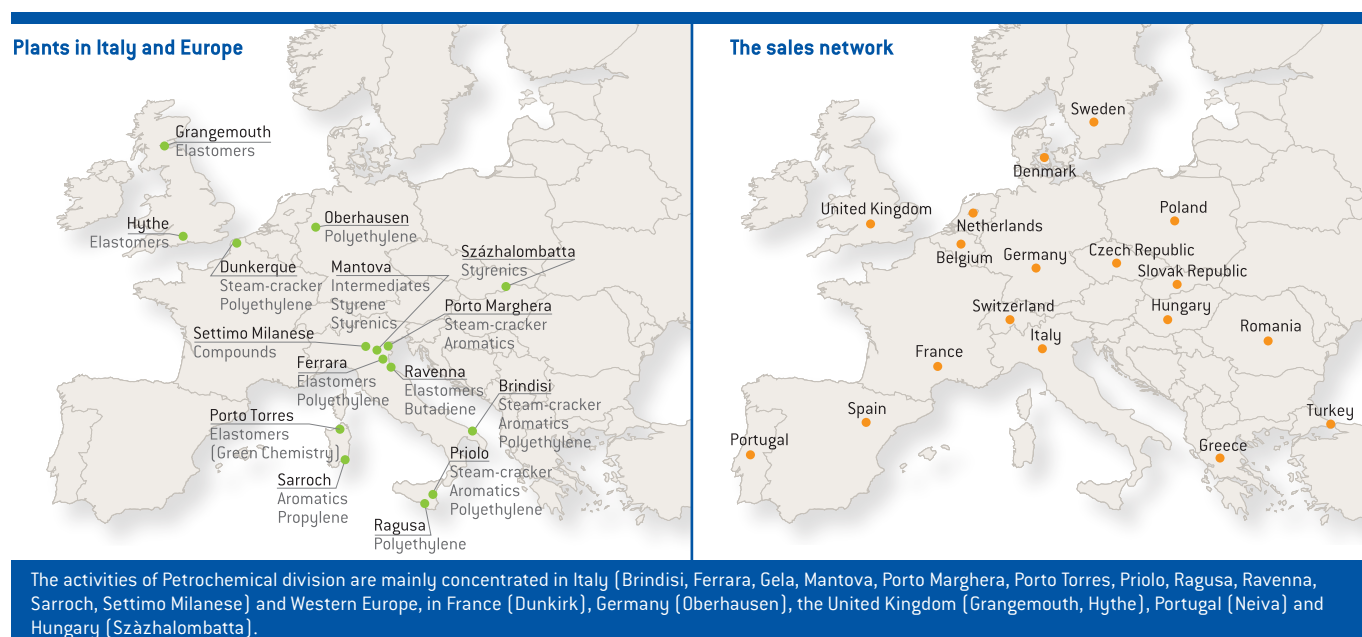 Plants in Italy and Europe
Grangemouth
Elastomers
Hythe
Elastomers
Oberhausen
Polyethylene
Dunkerque
Steam-cracker
Polyethylene
Mantova
Intermediates
Styrene
Styrenics
Százhalombatta
Styrenics
Porto Marghera
Steam-cracker
Aromatics
Settimo Milanese
Compounds
Ferrara
Elastomers
Polyethylene
Ravenna
Elastomers
Butadiene
Brindisi
Steam-cracker
Aromatics
Polyethylene
Porto Torres
Elastomers
(Green Chemistry)
Sarroch
Aromatics
Propylene
Priolo
Steam-cracker
Aromatics
Polyethylene
Ragusa
Polyethylene
The sales network
Sweden
Denmark
United Kingdom
Netherlands
Belgium
Germany
Poland
Czech Republic
Slovak Republic
Switzerland
Hungary
Italy
Romania
France
Spain
Portugal
Turkey
Greece
The activities of Petrochemical division are mainly concentrated in Italy (Brindisi, Ferrara, Gela, Mantova, Porto Marghera, Porto Torres, Priolo, Ragusa, Ravenna,
Sarroch, Settimo Milanese) and Western Europe, in France (Dunkirk), Germany (Oberhausen), the United Kingdom (Grangemouth, Hythe), Portugal (Neiva) and
Hungary (Szàzhalombatta).